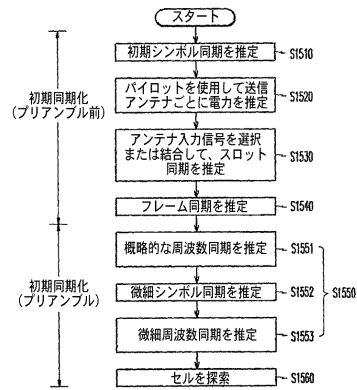 スタート
初期シンボル同期を推定
S1510
初期同期化
(プリアンブル前)
パイロットを使用して送信
アンテナごとに電力を推定
S1520
アンテナ入力信号を選択
または結合して、スロット
同期を推定
S1530
フレーム同期を推定
S1540
初期同期化
(プリアンブル)
概略的な周波数同期を推定
S1551
微細シンボル同期を推定
S1552
S1550
微細周波数同期を推定
S1553
セルを探索
S1560